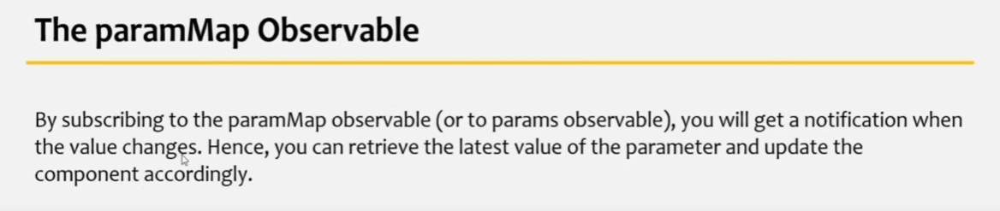 The paramMap Observable
By subscribing to the paramMap observable (or to params observable), you will get a notification when
the value changes. Hence, you can retrieve the latest value of the parameter and update the
component accordingly.